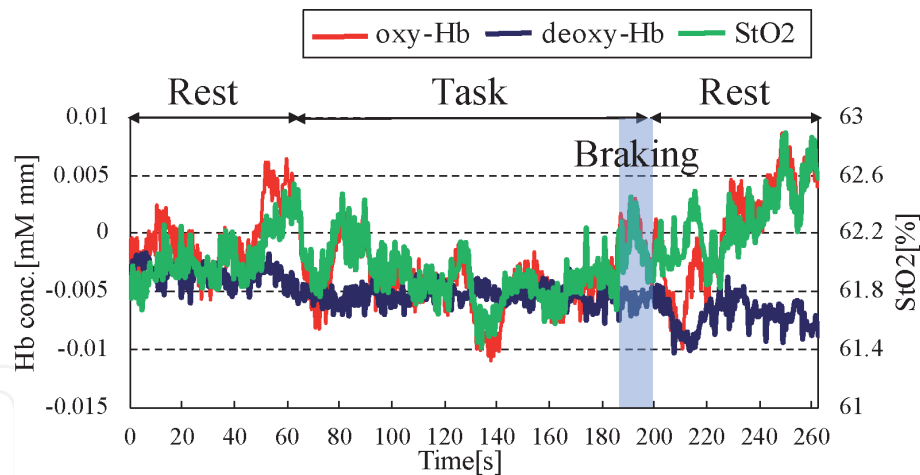 oxy-Hb deoxy-Hb StO2
Rest Task Rest
Braking
Hb conc.[mM mm]
0.01
0.005
0
-0.005
-0.01
-0.015
63
62.6
62.2
61.8
61.4
61
StO2[%]
0 20 40 60 80 100 120 140 160 180 200 220 240 260
Time[s]